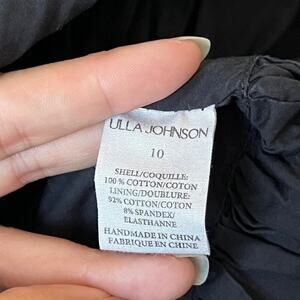 ULLA JOHNSON
10
SHELL/COQUILLE:
100% COTTON/COTON
LINING/DOUBLURE:
92% COTTON/COTON
8% SPANDEX/
ELASTHANNE
HANDMADE IN CHINA
FABRIQUE EN CHINE